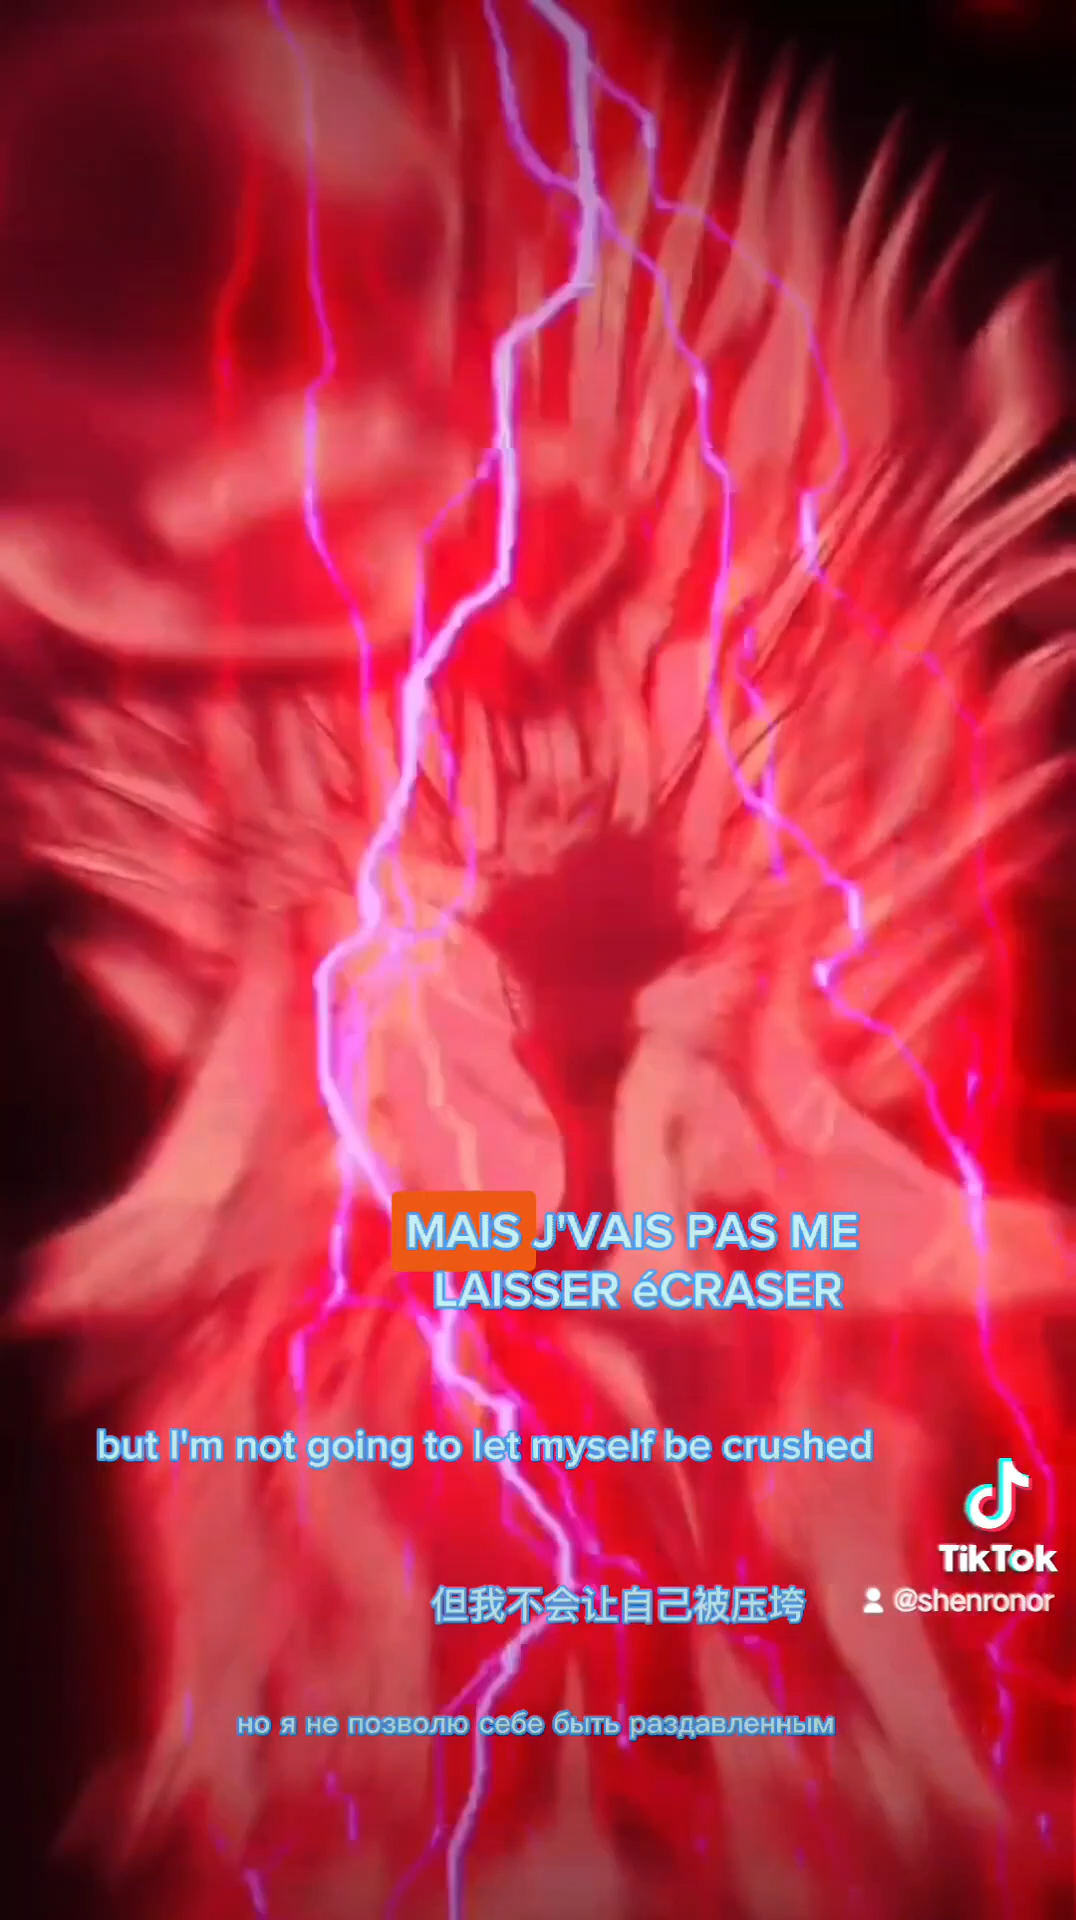 MAIS J'VAIS PAS ME
LAISSER éCRASER
but I'm not going to let myself be crushed
TikTok
但我不会让自己被压垮
@shenronor
но я не позволю себе быть раздавленным